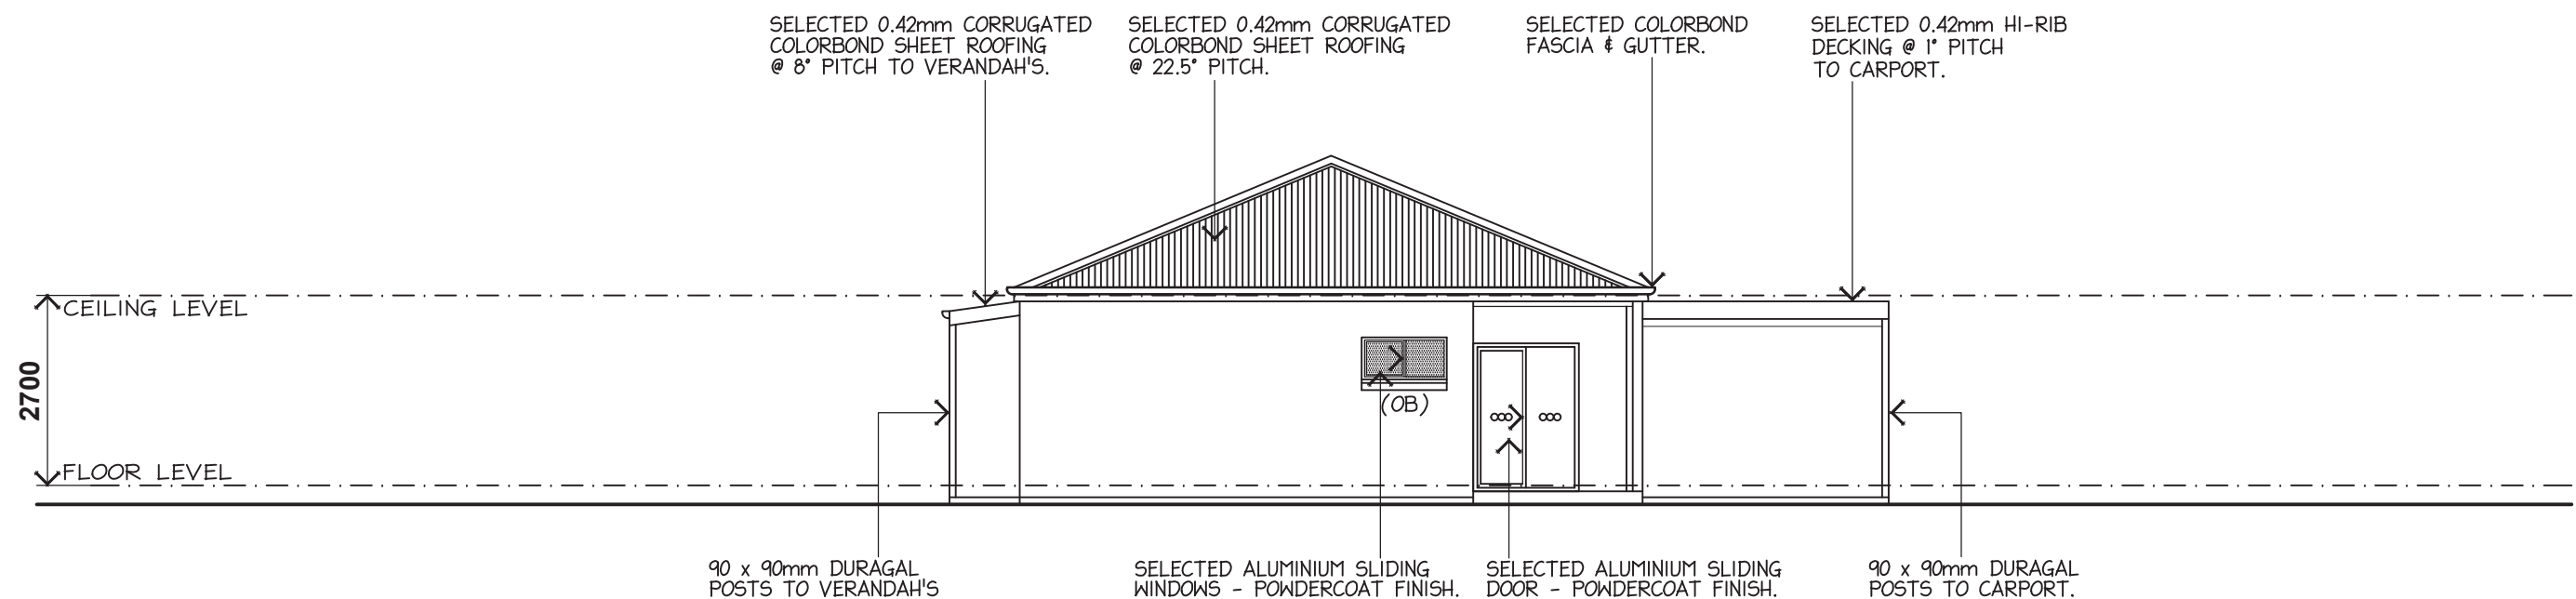 SELECTED 0.42mm CORRUGATED
COLORBOND SHEET ROOFING
@ 8° PITCH TO VERANDAH'S.
SELECTED 0.42mm CORRUGATED
COLORBOND SHEET ROOFING
@ 22.5° PITCH.
SELECTED COLORBOND
FASCIA & GUTTER.
SELECTED 0.42mm HI-RIB
DECKING @ 1° PITCH
TO CARPORT.
CEILING LEVEL
2700
(OB)
FLOOR LEVEL
90 x 90mm DURAGAL
POSTS TO VERANDAH'S
SELECTED ALUMINIUM SLIDING
WINDOWS - POWDERCOAT FINISH.
SELECTED ALUMINIUM SLIDING
DOOR - POWDERCOAT FINISH.
90 x 90mm DURAGAL
POSTS TO CARPORT.